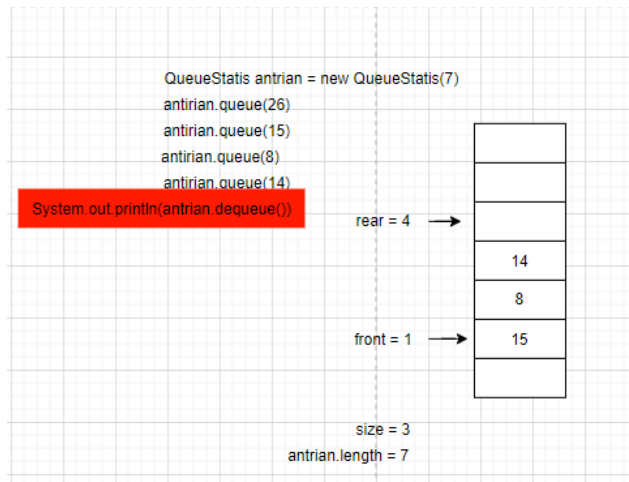 QueueStatis antrian = new QueueStatis(7)
antirian.queue(26)
antirian.queue(15)
antirian.queue(8)
antirian.queue(14)
System.out.println(antrian.dequeue())
rear = 4
14
8
front = 1
15
size = 3
antrian.length = 7